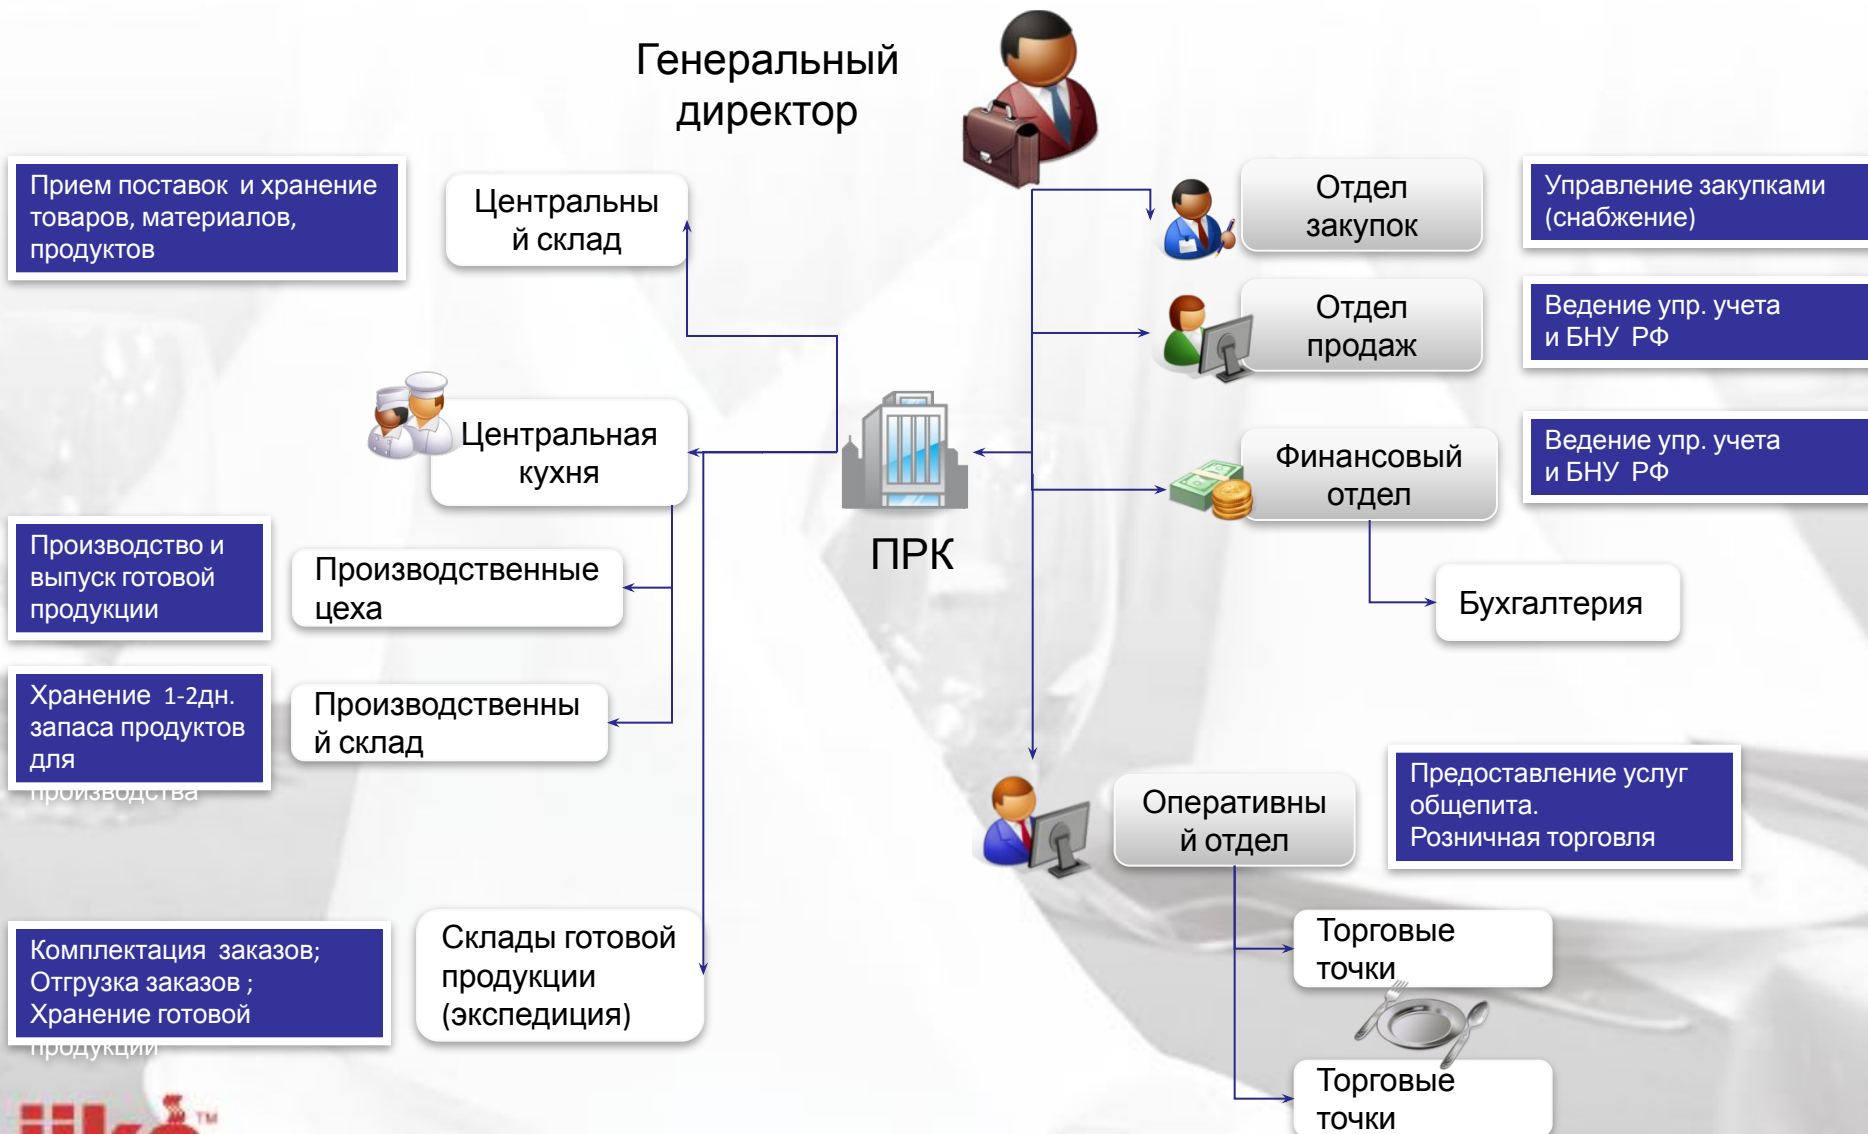 Генеральный
директор
Прием поставок и хранение
товаров, материалов,
продуктов
Центральны
й склад
Отдел
закупок
Управление закупками
(снабжение)
Отдел
продаж
Ведение упр. учета
и БНУ РФ
Центральная
кухня
Финансовый
отдел
Ведение упр. учета
и БНУ РФ
ПРК
Производство и
выпуск готовой
продукции
Производственные
цеха
Бухгалтерия
Хранение 1-2дн.
запаса продуктов
для
производства
Производственны
й склад
Оперативны
й отдел
Предоставление услуг
общепита.
Розничная торговля
Комплектация заказов;
Отгрузка заказов ;
Хранение готовой
продукции
Склады готовой
продукции
(экспедиция)
Торговые
точки
Торговые
точки
iiko TM